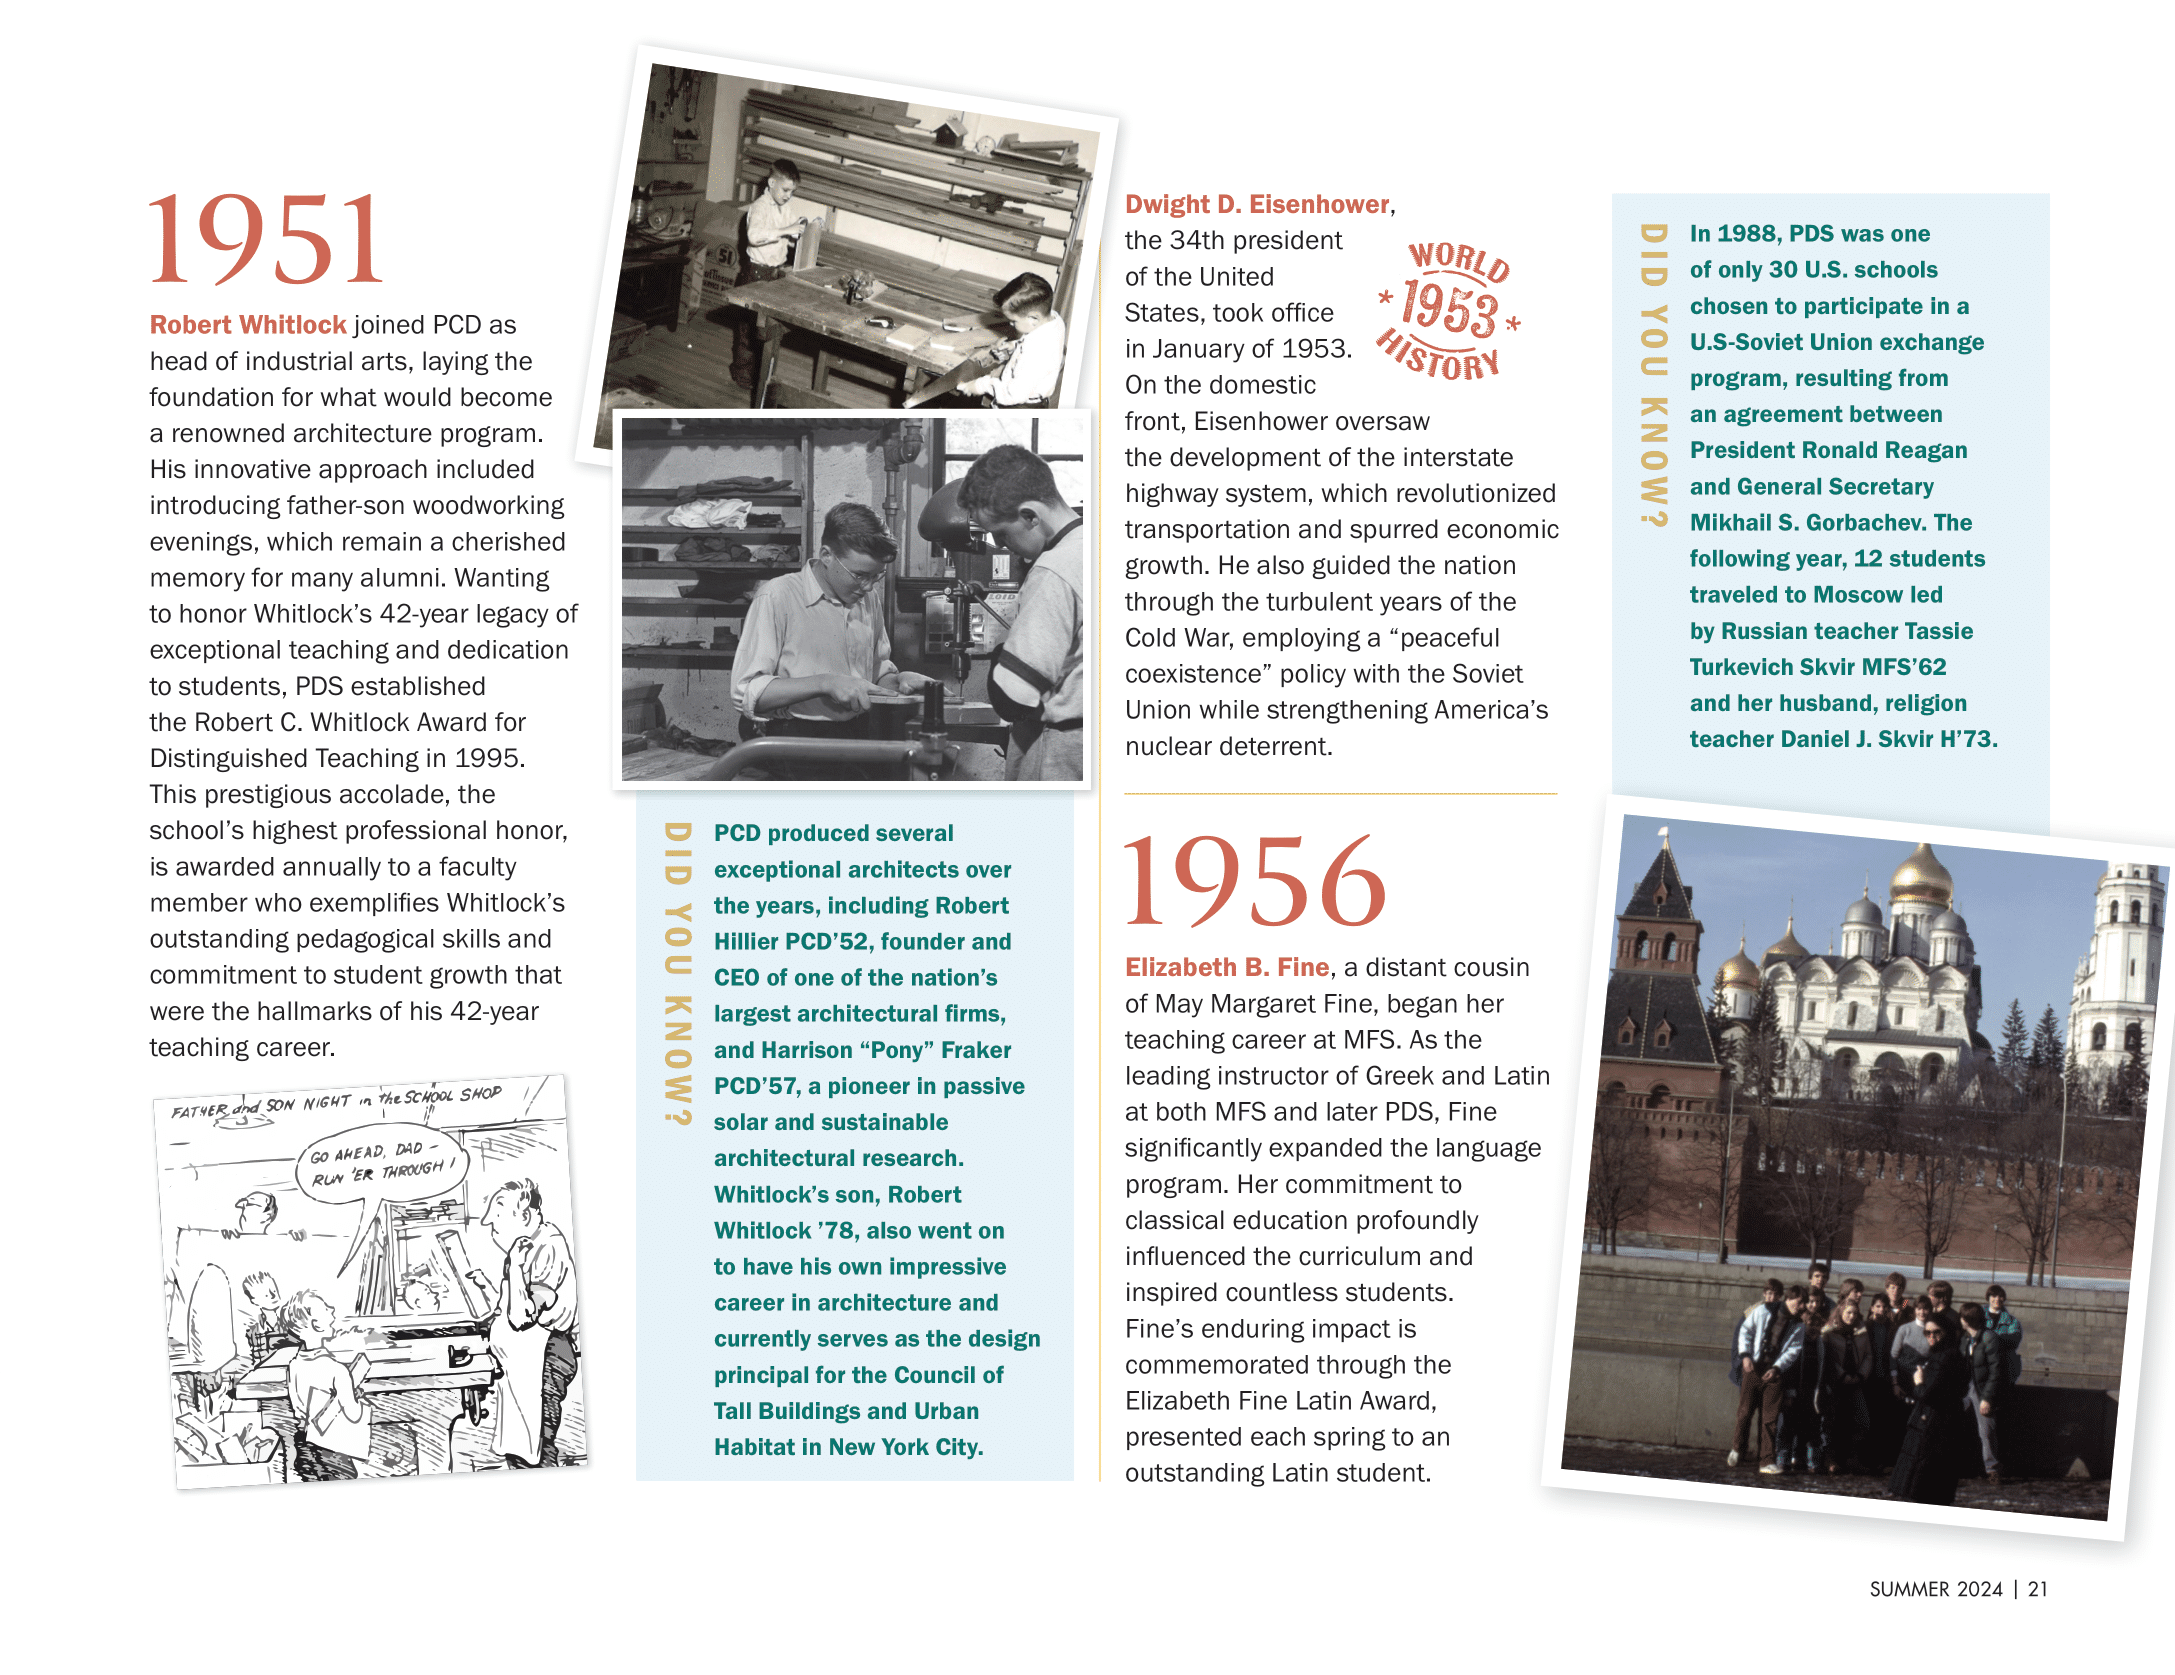 1951
Robert Whitlock joined PCD as
head of industrial arts, laying the
foundation for what would become
a renowned architecture program.
His innovative approach included
introducing father-son woodworking
evenings, which remain a cherished
memory for many alumni. Wanting
to honor Whitlock’s 42-year legacy of
exceptional teaching and dedication
to students, PDS established
the Robert C. Whitlock Award for
Distinguished Teaching in 1995.
This prestigious accolade, the
school’s highest professional honor,
is awarded annually to a faculty
member who exemplifies Whitlock’s
outstanding pedagogical skills and
commitment to student growth that
were the hallmarks of his 42-year
teaching career.
FATHER and SON NIGHT in the SCHOOL SHOP
GO AHEAD, DAD –
RUN ’ER THROUGH!
51
DID YOU KNOW?
PCD produced several
exceptional architects over
the years, including Robert
Hillier PCD’52, founder and
CEO of one of the nation’s
largest architectural firms,
and Harrison “Pony” Fraker
PCD’57, a pioneer in passive
solar and sustainable
architectural research.
Whitlock’s son, Robert
Whitlock ’78, also went on
to have his own impressive
career in architecture and
currently serves as the design
principal for the Council of
Tall Buildings and Urban
Habitat in New York City.
Dwight D. Eisenhower,
the 34th president
of the United
States, took office
in January of 1953.
On the domestic
front, Eisenhower oversaw
the development of the interstate
highway system, which revolutionized
transportation and spurred economic
growth. He also guided the nation
through the turbulent years of the
Cold War, employing a “peaceful
coexistence” policy with the Soviet
Union while strengthening America’s
nuclear deterrent.
WORLD
* 1953 *
HISTORY
1956
Elizabeth B. Fine, a distant cousin
of May Margaret Fine, began her
teaching career at MFS. As the
leading instructor of Greek and Latin
at both MFS and later PDS, Fine
significantly expanded the language
program. Her commitment to
classical education profoundly
influenced the curriculum and
inspired countless students.
Fine’s enduring impact is
commemorated through the
Elizabeth Fine Latin Award,
presented each spring to an
outstanding Latin student.
DID YOU KNOW?
In 1988, PDS was one
of only 30 U.S. schools
chosen to participate in a
U.S-Soviet Union exchange
program, resulting from
an agreement between
President Ronald Reagan
and General Secretary
Mikhail S. Gorbachev. The
following year, 12 students
traveled to Moscow led
by Russian teacher Tassie
Turkevich Skvir MFS’62
and her husband, religion
teacher Daniel J. Skvir H’73.
SUMMER 2024 | 21